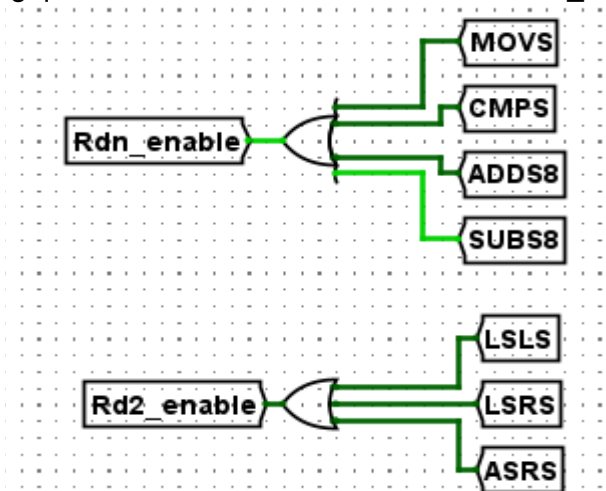 MOVS
CMPS
Rdn_enable
ADDS8
SUBS8
LSLS
Rd2_enable
LSRS
ASRS